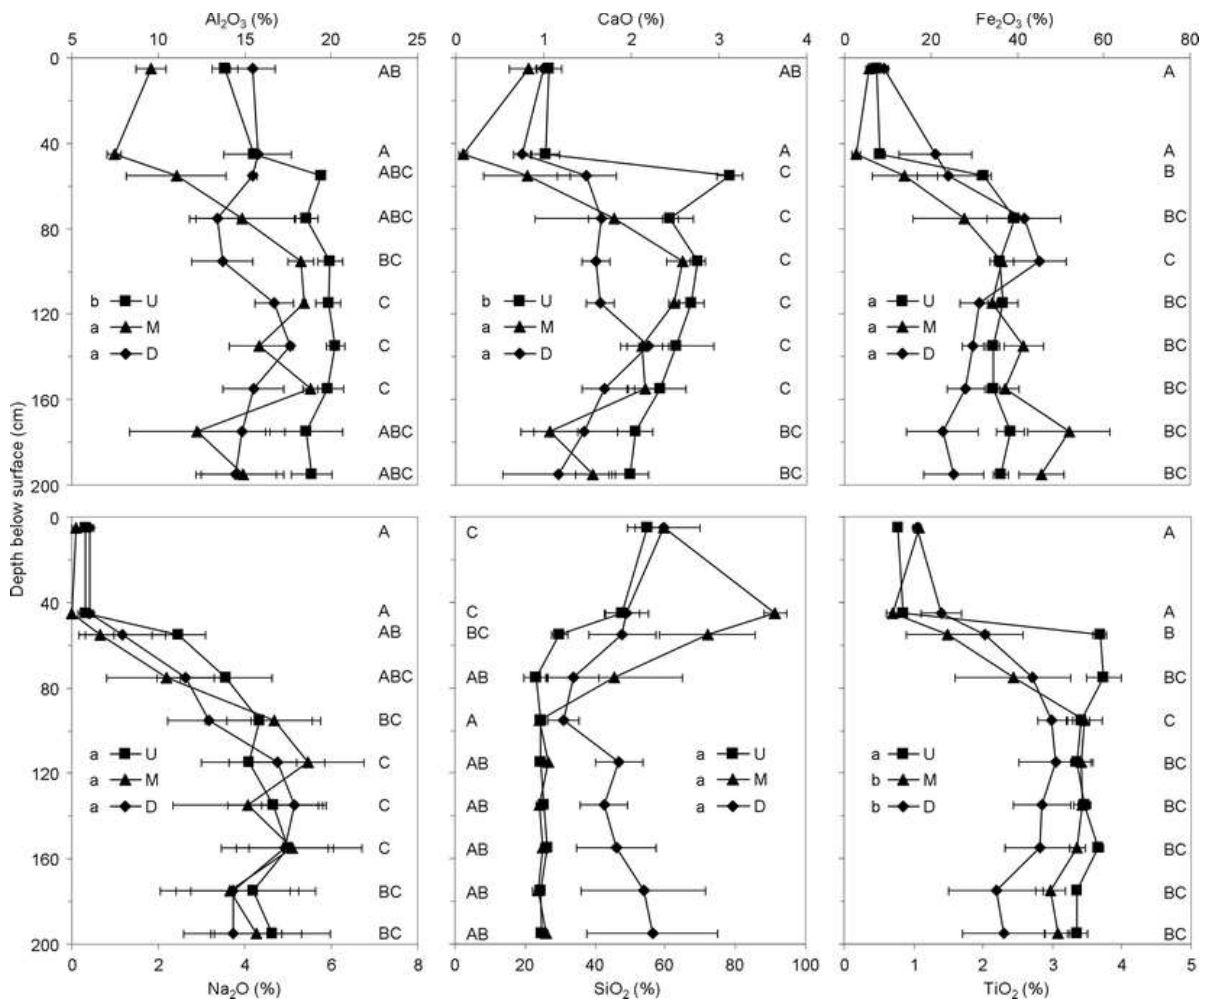 Al₂O₃ (%) CaO (%) Fe₂O₃ (%)
5 10 15 20 25 0 1 2 3 4 0 20 40 60 80
0 AB AB A
40 A A A
ABC C B
80 ABC C BC
BC C C
b U b U a U
120 C C BC
a M a M a M
a D a D a D
C C BC
160 C C BC
ABC BC BC
200 ABC BC BC
Depth below surface (cm)
0 A C A
40 A C A
AB BC B
80 ABC AB BC
BC A C
a U a U a U
120 C AB BC
a M a M b M
a D a D b D
C AB BC
160 C AB BC
BC AB BC
200 BC AB BC
0 2 4 6 8 0 20 40 60 80 100 0 1 2 3 4 5
Na₂O (%) SiO₂ (%) TiO₂ (%)